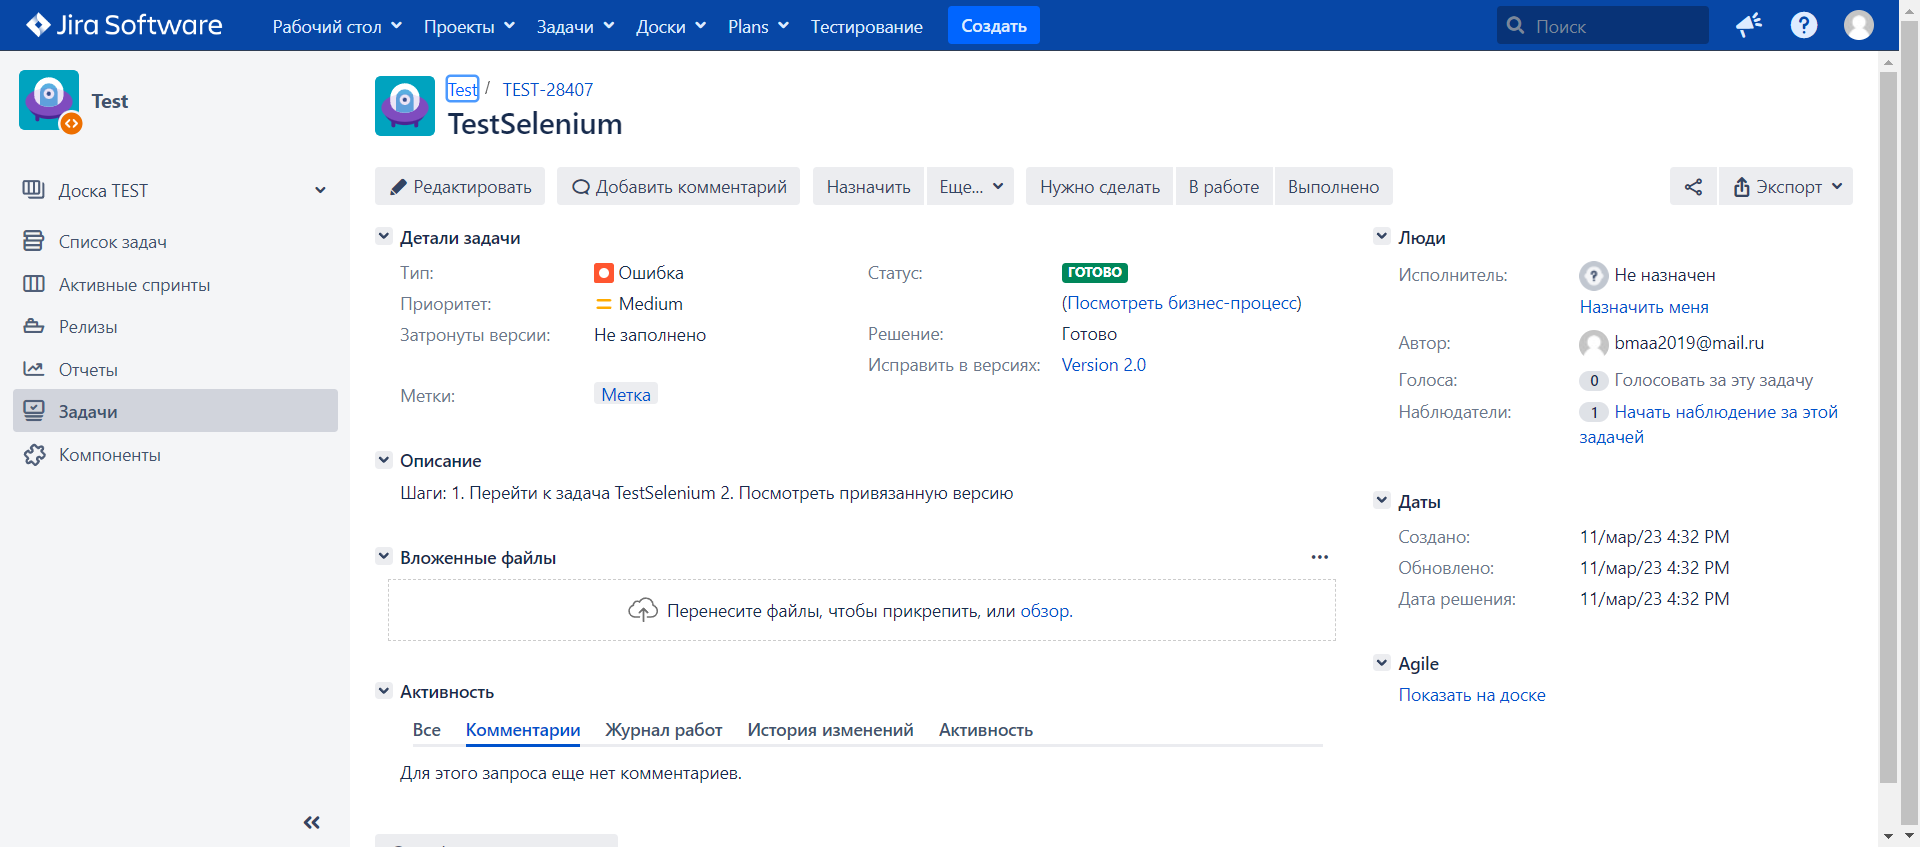 Jira Software
Рабочий стол
Проекты
Задачи
Доски
Plans
Тестирование
Создать
Поиск
Test
Доска TEST
Список задач
Активные спринты
Релизы
Отчеты
Задачи
Компоненты
Test / TEST-28407
TestSelenium
Редактировать
Добавить комментарий
Назначить
Еще...
Нужно сделать
В работе
Выполнено
Экспорт
Детали задачи
Тип: Ошибка
Приоритет: Medium
Затронуты версии: Не заполнено
Метки: Метка
Статус: ГОТОВО
(Посмотреть бизнес-процесс)
Решение: Готово
Исправить в версиях: Version 2.0
Описание
Шаги: 1. Перейти к задача TestSelenium 2. Посмотреть привязанную версию
Вложенные файлы
Перенесите файлы, чтобы прикрепить, или обзор.
Активность
Все Комментарии Журнал работ История изменений Активность
Для этого запроса еще нет комментариев.
Люди
Исполнитель: Не назначен
Назначить меня
Автор: bmaa2019@mail.ru
Голоса: 0 Голосовать за эту задачу
Наблюдатели: 1 Начать наблюдение за этой
задачей
Даты
Создано: 11/мар/23 4:32 PM
Обновлено: 11/мар/23 4:32 PM
Дата решения: 11/мар/23 4:32 PM
Agile
Показать на доске